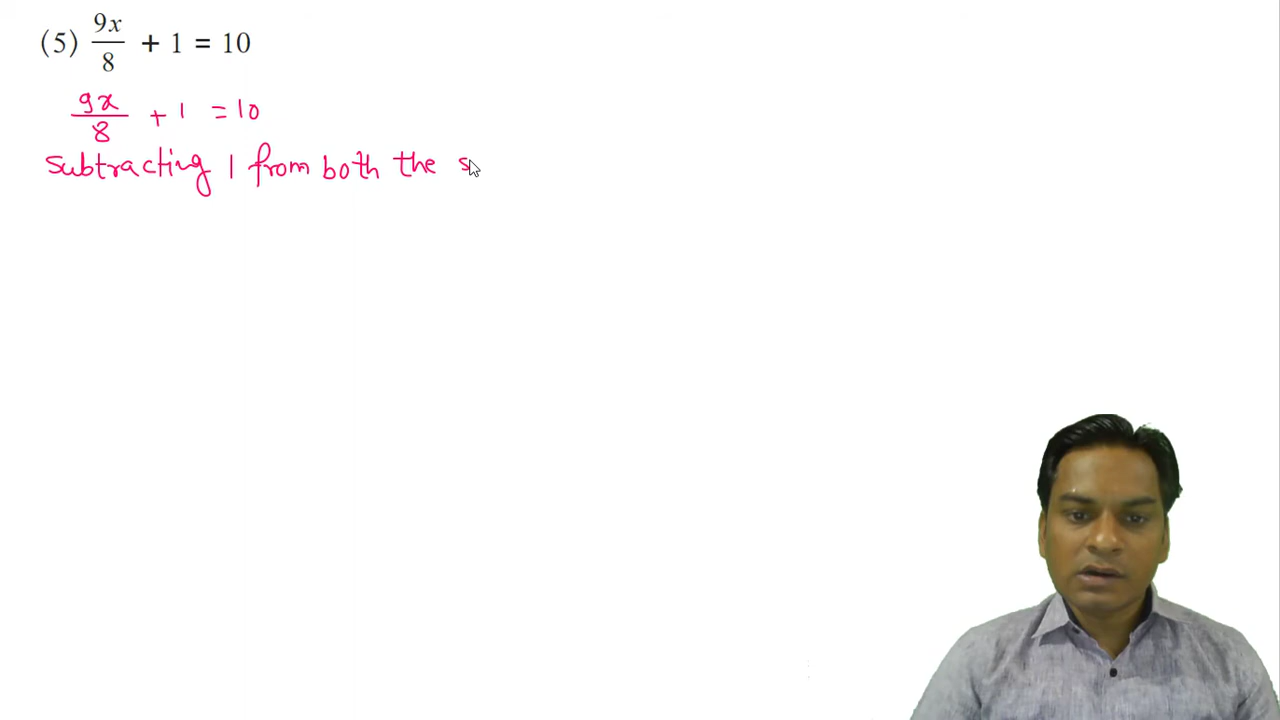 (5) 9x/8 + 1 = 10
9x/8 + 1 = 10
Subtracting 1 from both the s